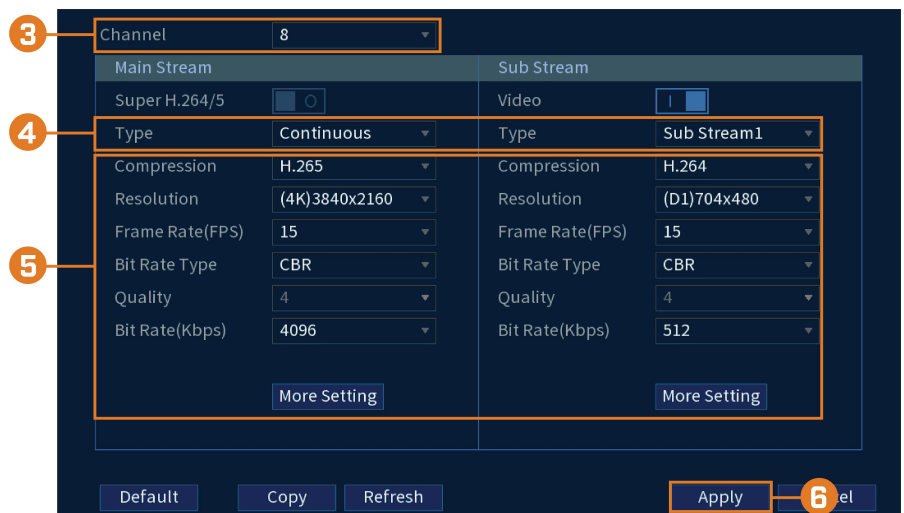 3 Channel 8
Main Stream Sub Stream
Super H.264/5 O Video I
4 Type Continuous Type Sub Stream1
Compression H.265 Compression H.264
Resolution (4K)3840x2160 Resolution (D1)704x480
Frame Rate(FPS) 15 Frame Rate(FPS) 15
5 Bit Rate Type CBR Bit Rate Type CBR
Quality 4 Quality 4
Bit Rate(Kbps) 4096 Bit Rate(Kbps) 512
More Setting More Setting
Default Copy Refresh Apply 6